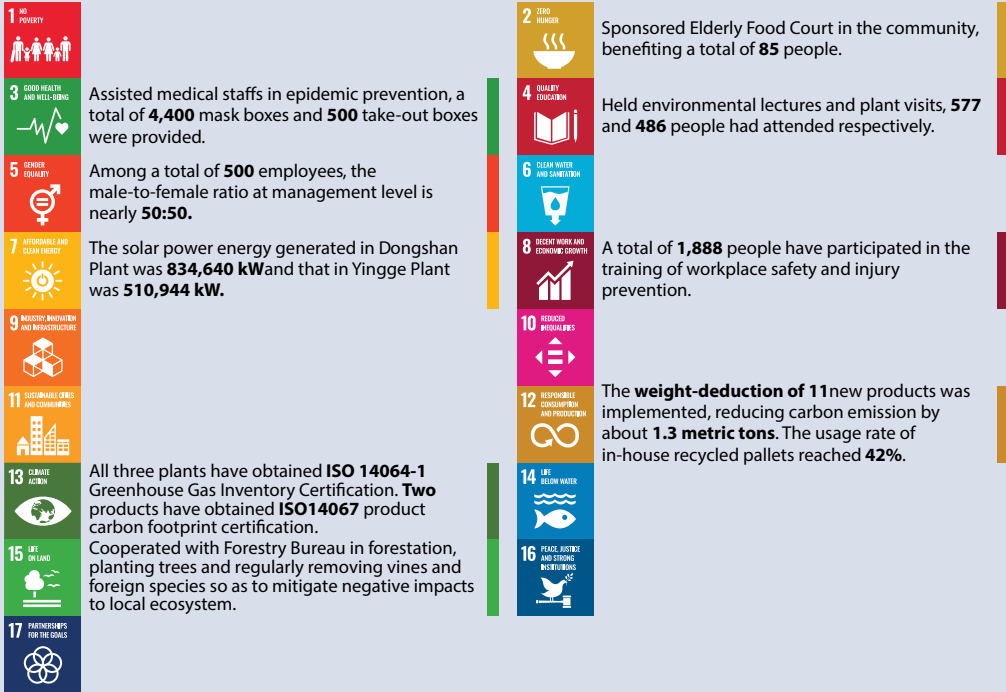 1 NO
POVERTY
2 ZERO
HUNGER
Sponsored Elderly Food Court in the community,
benefiting a total of 85 people.
3 GOOD HEALTH
AND WELL-BEING
Assisted medical staffs in epidemic prevention, a
total of 4,400 mask boxes and 500 take-out boxes
were provided.
4 QUALITY
EDUCATION
Held environmental lectures and plant visits, 577
and 486 people had attended respectively.
5 GENDER
EQUALITY
Among a total of 500 employees, the
male-to-female ratio at management level is
nearly 50:50.
6 CLEAN WATER
AND SANITATION
7 AFFORDABLE AND
CLEAN ENERGY
The solar power energy generated in Dongshan
Plant was 834,640 kWand that in Yingge Plant
was 510,944 kW.
8 DECENT WORK AND
ECONOMIC GROWTH
A total of 1,888 people have participated in the
training of workplace safety and injury
prevention.
9 INDUSTRY, INNOVATION
AND INFRASTRUCTURE
10 REDUCED
INEQUALITIES
11 SUSTAINABLE CITIES
AND COMMUNITIES
12 RESPONSIBLE
CONSUMPTION
AND PRODUCTION
The weight-deduction of 11new products was
implemented, reducing carbon emission by
about 1.3 metric tons. The usage rate of
in-house recycled pallets reached 42%.
13 CLIMATE
ACTION
All three plants have obtained ISO 14064-1
Greenhouse Gas Inventory Certification. Two
products have obtained ISO14067 product
carbon footprint certification.
14 LIFE
BELOW WATER
15 LIFE
ON LAND
Cooperated with Forestry Bureau in forestation,
planting trees and regularly removing vines and
foreign species so as to mitigate negative impacts
to local ecosystem.
16 PEACE, JUSTICE
AND STRONG
INSTITUTIONS
17 PARTNERSHIPS
FOR THE GOALS